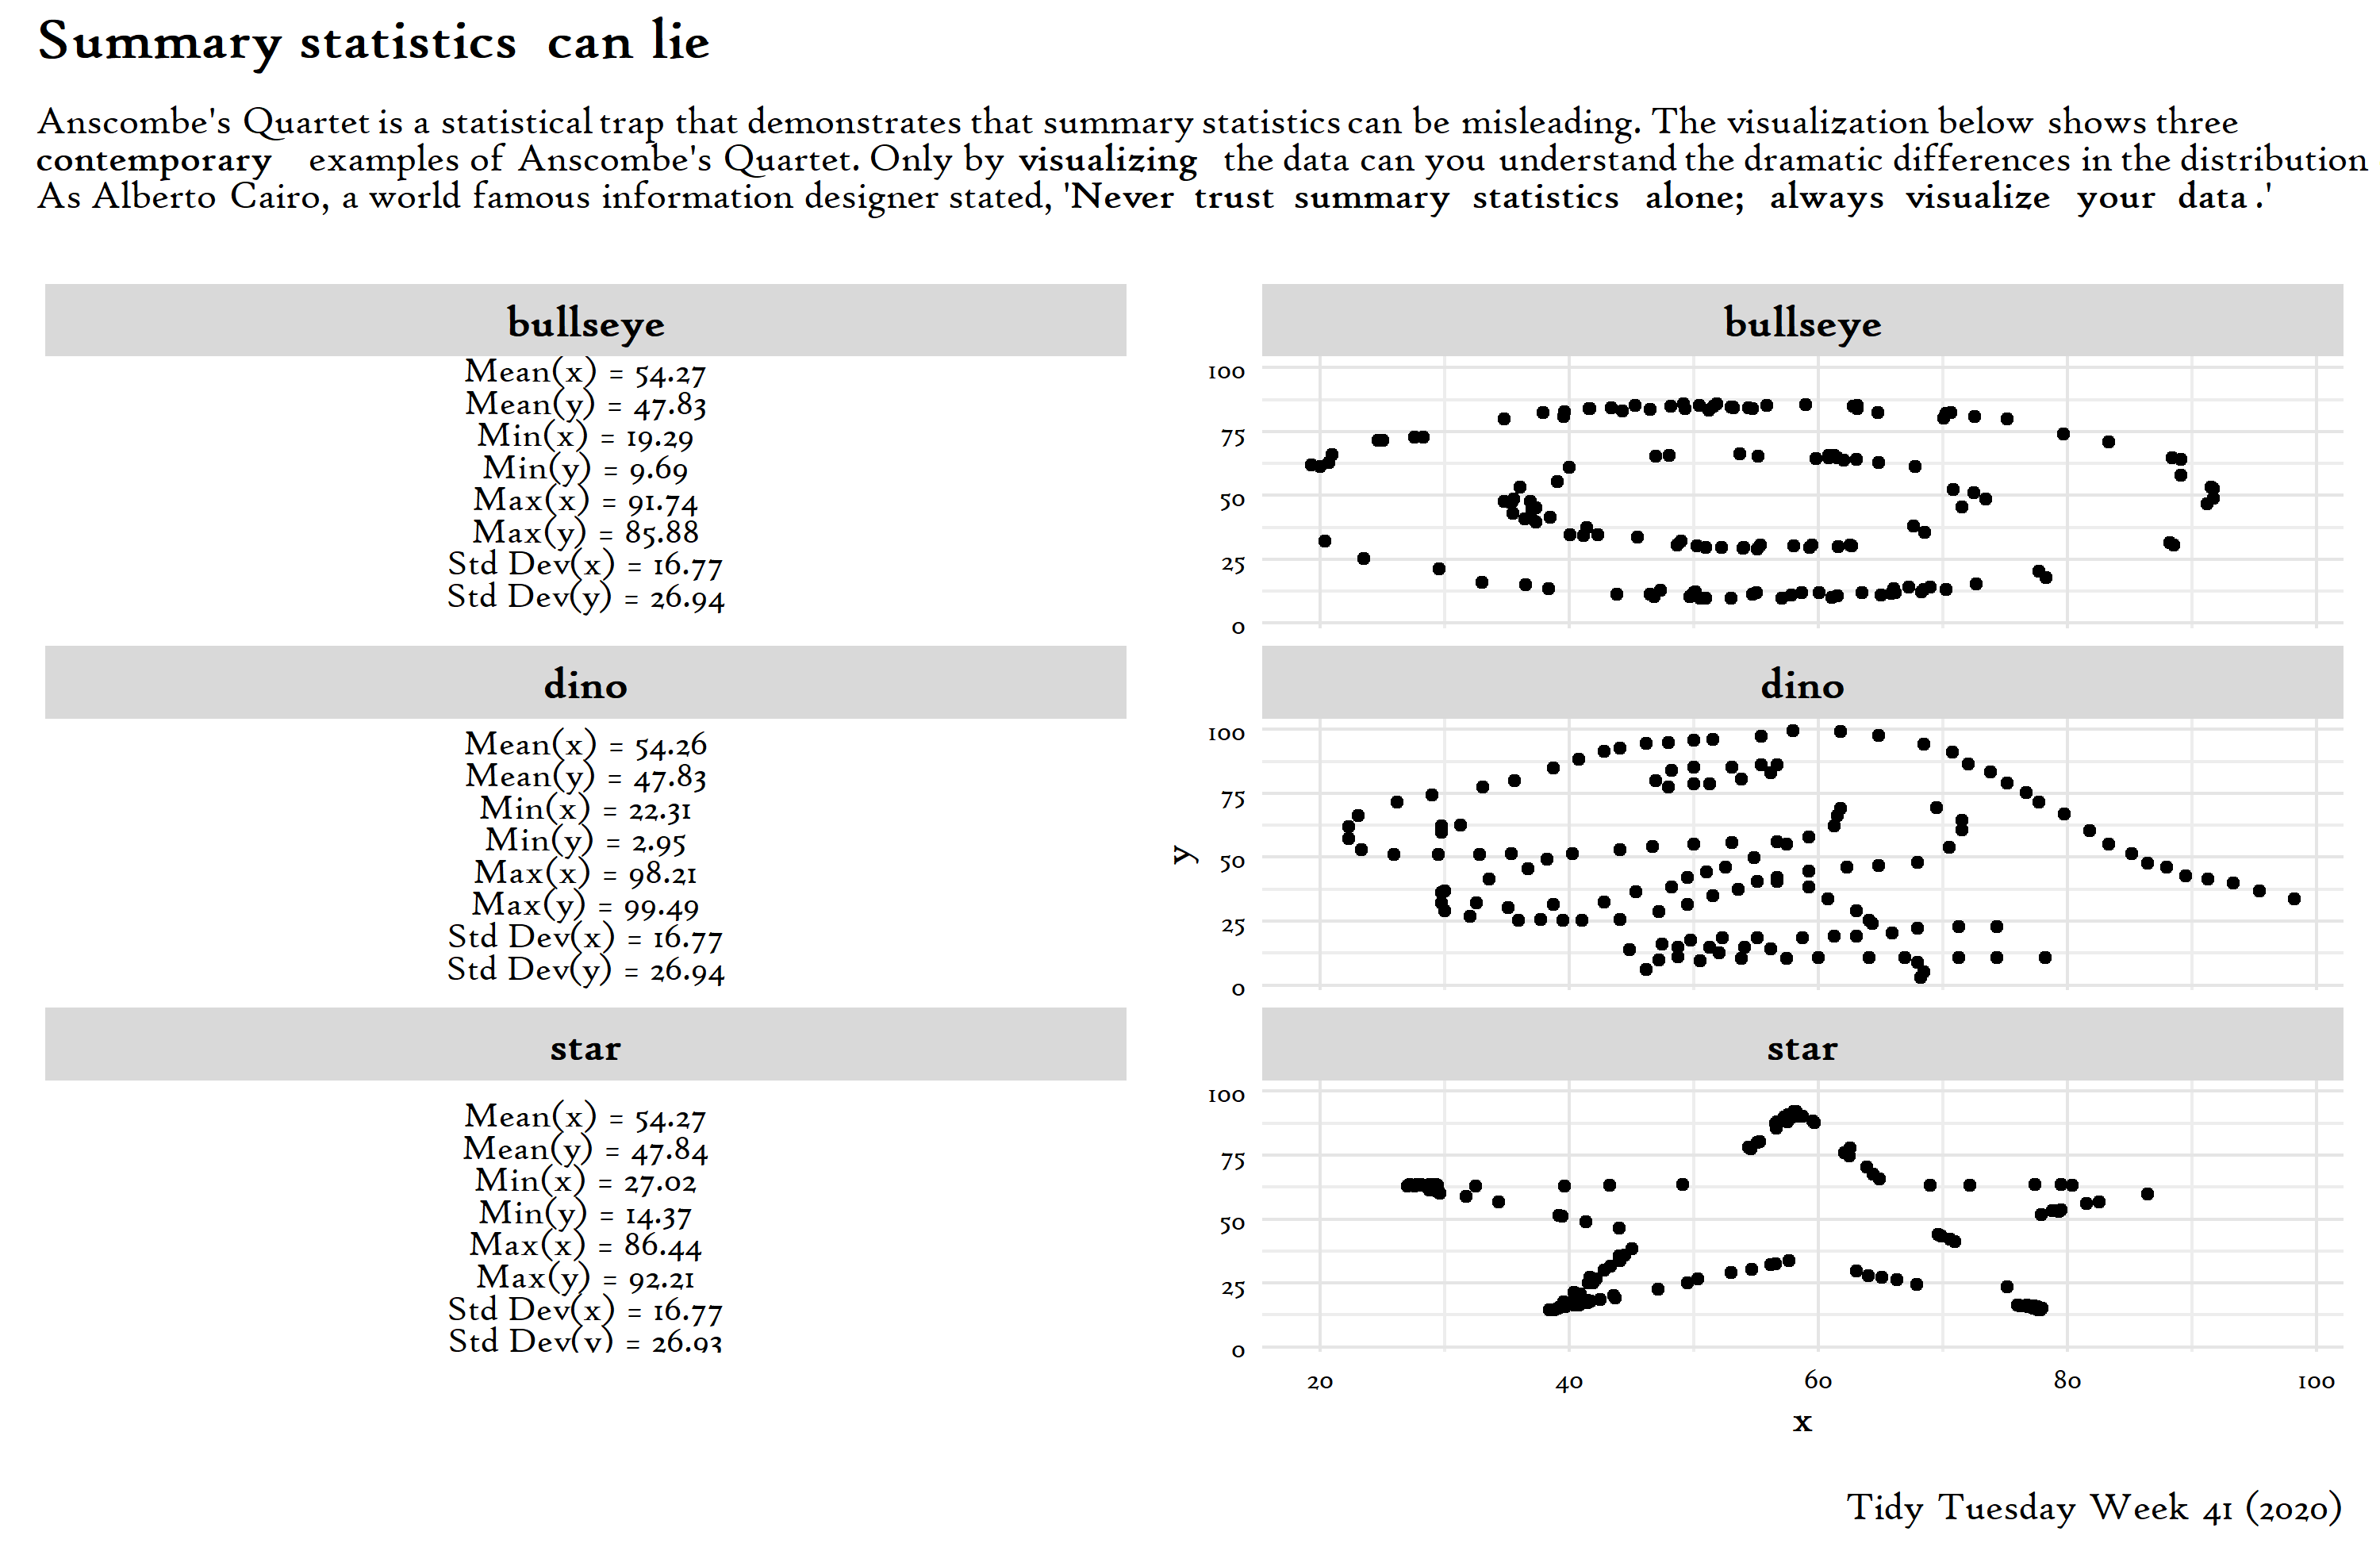 Summary statistics can lie
Anscombe's Quartet is a statistical trap that demonstrates that summary statistics can be misleading. The visualization below shows three
contemporary examples of Anscombe's Quartet. Only by visualizing the data can you understand the dramatic differences in the distribution
As Alberto Cairo, a world famous information designer stated, 'Never trust summary statistics alone; always visualize your data.'
bullseye
Mean(x) = 54.27
Mean(y) = 47.83
Min(x) = 19.29
Min(y) = 9.69
Max(x) = 91.74
Max(y) = 85.88
Std Dev(x) = 16.77
Std Dev(y) = 26.94
dino
Mean(x) = 54.26
Mean(y) = 47.83
Min(x) = 22.31
Min(y) = 2.95
Max(x) = 98.21
Max(y) = 99.49
Std Dev(x) = 16.77
Std Dev(y) = 26.94
star
Mean(x) = 54.27
Mean(y) = 47.84
Min(x) = 27.02
Min(y) = 14.37
Max(x) = 86.44
Max(y) = 92.21
Std Dev(x) = 16.77
Std Dev(y) = 26.93
bullseye
100
75
50
25
0
dino
100
75
y
50
25
0
star
100
75
50
25
0
20 40 60 80 100
x
Tidy Tuesday Week 41 (2020)